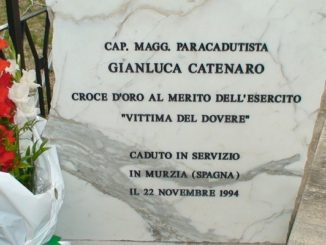 CAP. MAGG. PARACADUTISTA
GIANLUCA CATENARO
CROCE D'ORO AL MERITO DELL'ESERCITO
"VITTIMA DEL DOVERE"
CADUTO IN SERVIZIO
IN MURZIA (SPAGNA)
IL 22 NOVEMBRE 1994